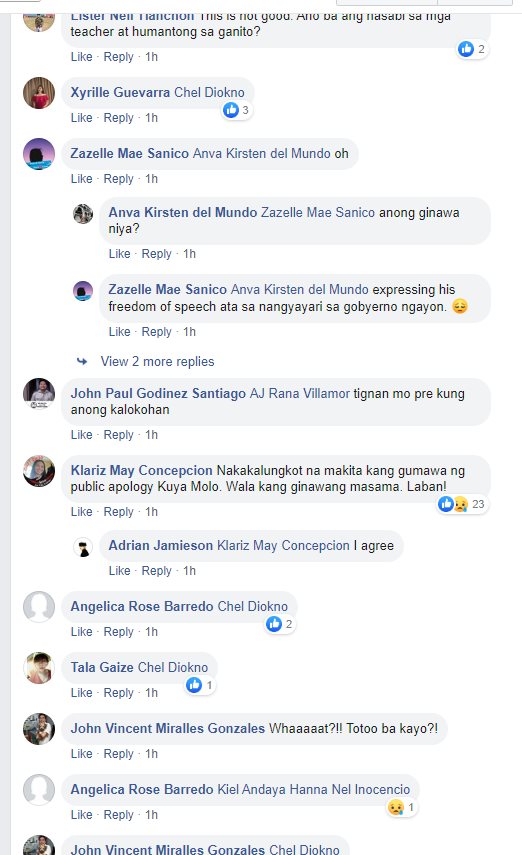 Lister Neil Tianchon This is not good. Ano ba ang nasabi sa mga
teacher at humantong sa ganito?
2
Like · Reply · 1h
Xyrille Guevarra Chel Diokno
3
Like · Reply · 1h
Zazelle Mae Sanico Anva Kirsten del Mundo oh
Like · Reply · 1h
Anva Kirsten del Mundo Zazelle Mae Sanico anong ginawa
niya?
Like · Reply · 1h
Zazelle Mae Sanico Anva Kirsten del Mundo expressing his
freedom of speech ata sa nangyayari sa gobyerno ngayon. 😔
Like · Reply · 1h
View 2 more replies
John Paul Godinez Santiago AJ Rana Villamor tignan mo pre kung
anong kalokohan
Like · Reply · 1h
Klariz May Concepcion Nakakalungkot na makita kang gumawa ng
public apology Kuya Molo. Wala kang ginawang masama. Laban!
23
Like · Reply · 1h
Adrian Jamieson Klariz May Concepcion I agree
Like · Reply · 1h
Angelica Rose Barredo Chel Diokno
2
Like · Reply · 1h
Tala Gaize Chel Diokno
1
Like · Reply · 1h
John Vincent Miralles Gonzales Whaaaaat?!! Totoo ba kayo?!
Like · Reply · 1h
Angelica Rose Barredo Kiel Andaya Hanna Nel Inocencio
1
Like · Reply · 1h
John Vincent Miralles Gonzales Chel Diokno